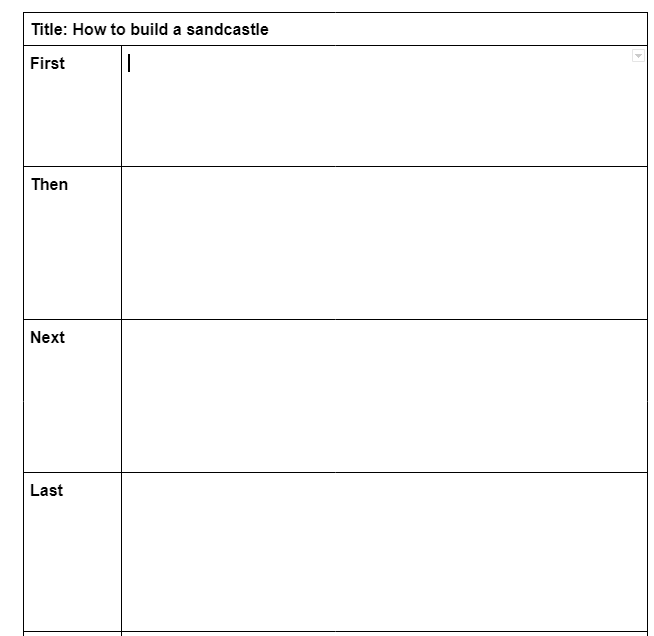 Title: How to build a sandcastle
First
Then
Next
Last